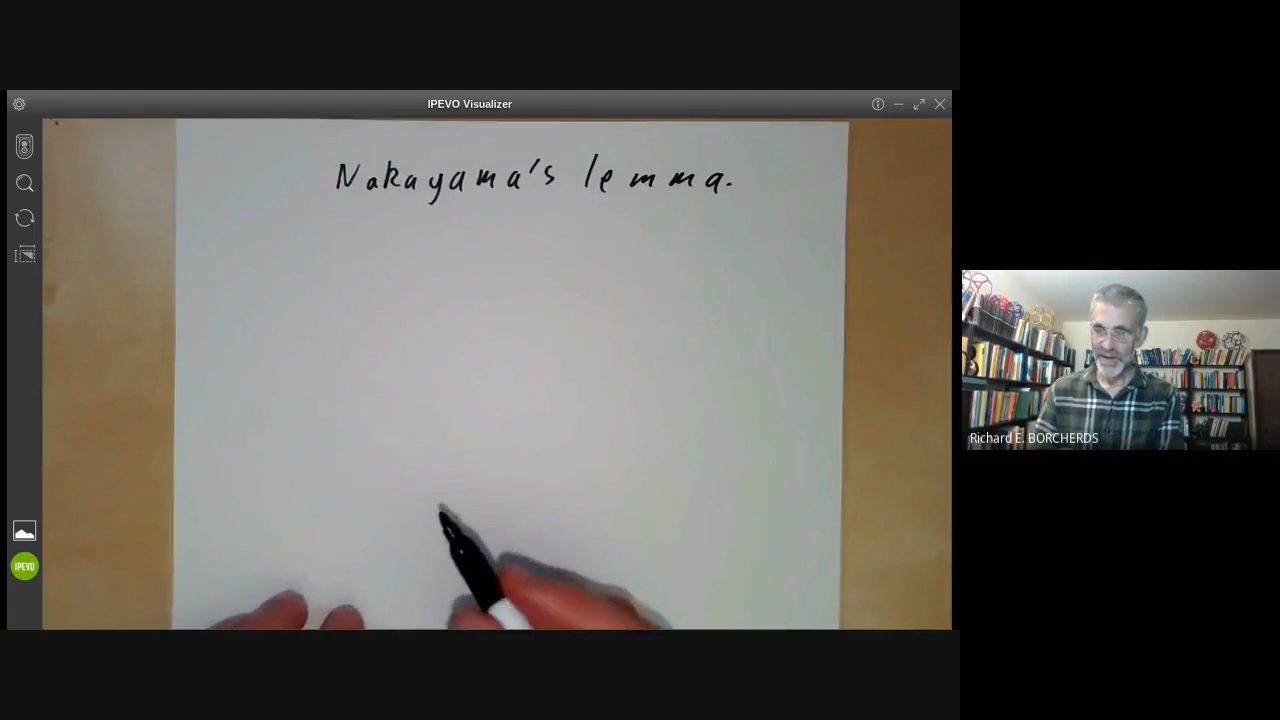 IPEVO Visualizer
Nakayama's lemma.
IPEVO
Richard E. BORCHERDS